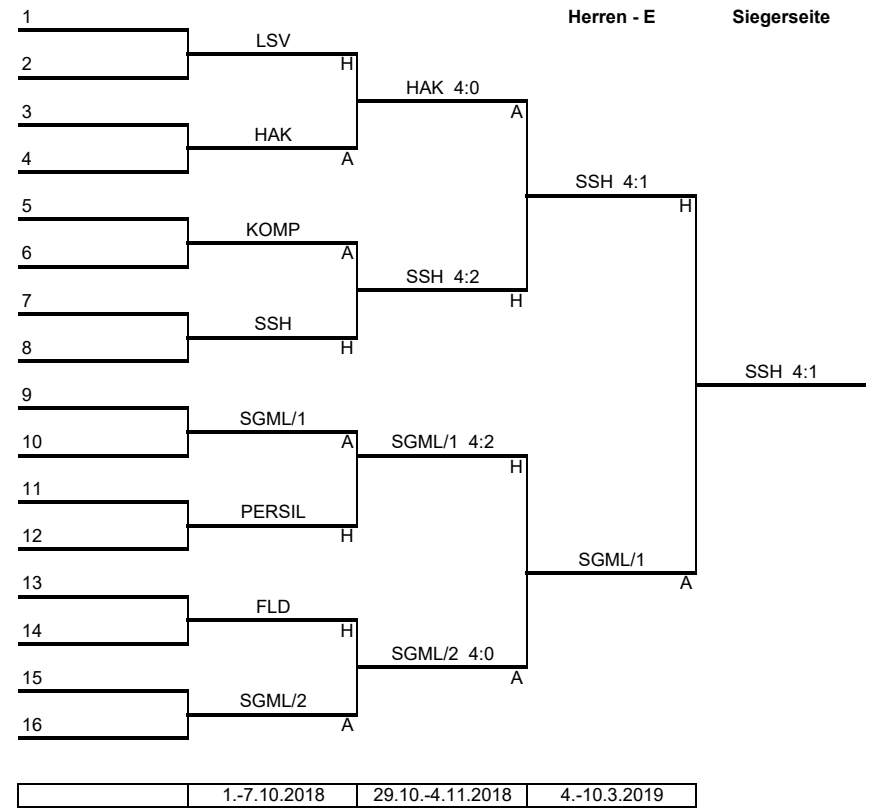 1 Herren - E Siegerseite
LSV
2 H
HAK 4:0
3 A
HAK
4 A
SSH 4:1
5 H
KOMP
6 A
SSH 4:2
7 H
SSH
8 H
SSH 4:1
9
SGML/1
10 A SGML/1 4:2
H
11
PERSIL
12 H
SGML/1
13 A
FLD
14 H
SGML/2 4:0
15 A
SGML/2
16 A
1.-7.10.2018 29.10.-4.11.2018 4.-10.3.2019